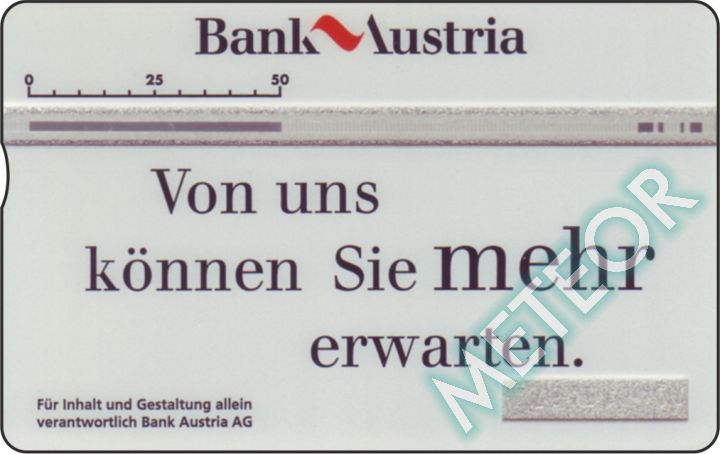 Bank Austria
0 25 50
Von uns
können Sie mehr
erwarten.
METEOR
Für Inhalt und Gestaltung allein
verantwortlich Bank Austria AG